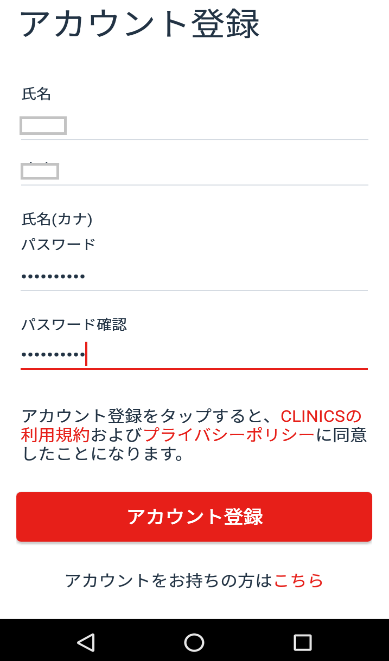 アカウント登録
氏名
氏名(カナ)
パスワード
••••••••••
パスワード確認
••••••••••
アカウント登録をタップすると、CLINICSの
利用規約およびプライバシーポリシーに同意
したことになります。
アカウント登録
アカウントをお持ちの方はこちら